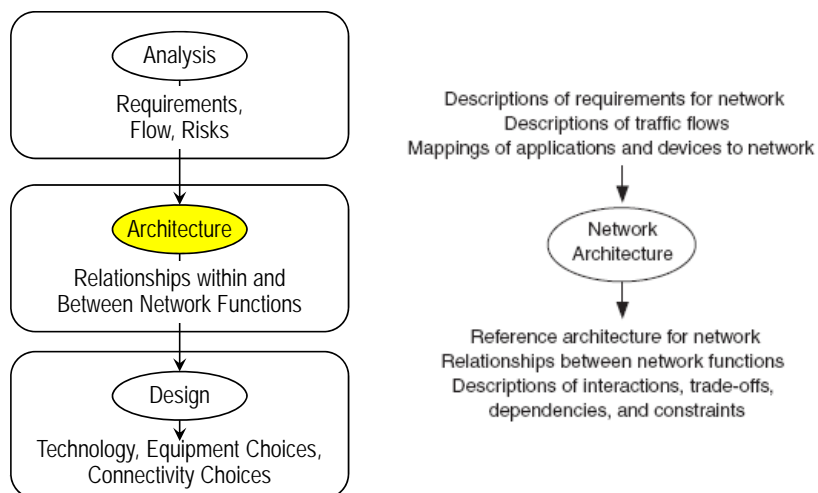 Analysis
Requirements,
Flow, Risks
Architecture
Relationships within and
Between Network Functions
Design
Technology, Equipment Choices,
Connectivity Choices
Descriptions of requirements for network
Descriptions of traffic flows
Mappings of applications and devices to network
Network
Architecture
Reference architecture for network
Relationships between network functions
Descriptions of interactions, trade-offs,
dependencies, and constraints